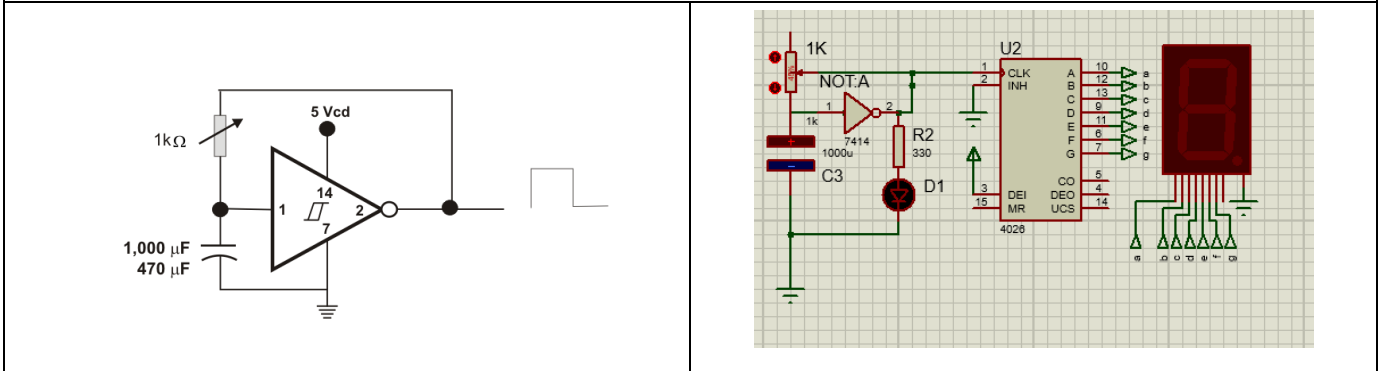 5 Vcd
1kΩ
14
1
2
7
1,000 µF
470 µF
1K
U2
NOT:A
1
2
1k
7414
1000u
C3
R2
330
D1
1 CLK
2 INH
3 DEI
15 MR
A 10 a
B 12 b
C 13 c
D 9 d
E 11 e
F 6 f
G 7 g
CO 5
DEO 4
UCS 14
4026
a b c d e f g